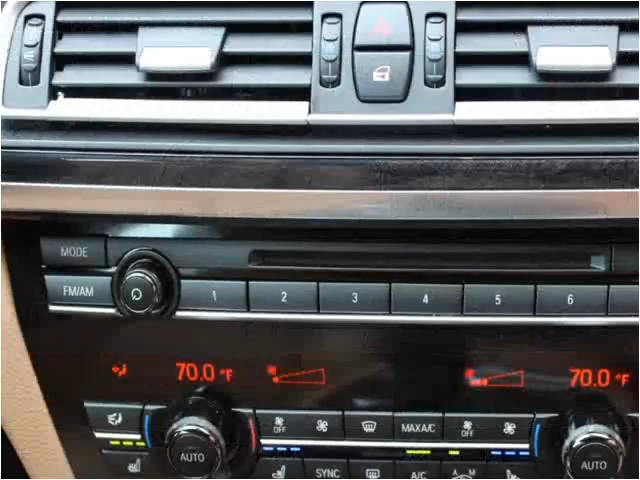 MODE
FM/AM 1 2 3 4 5 6
70.0 °F 70.0 °F
OFF MAX A/C OFF
AUTO AUTO
SYNC A/C A M